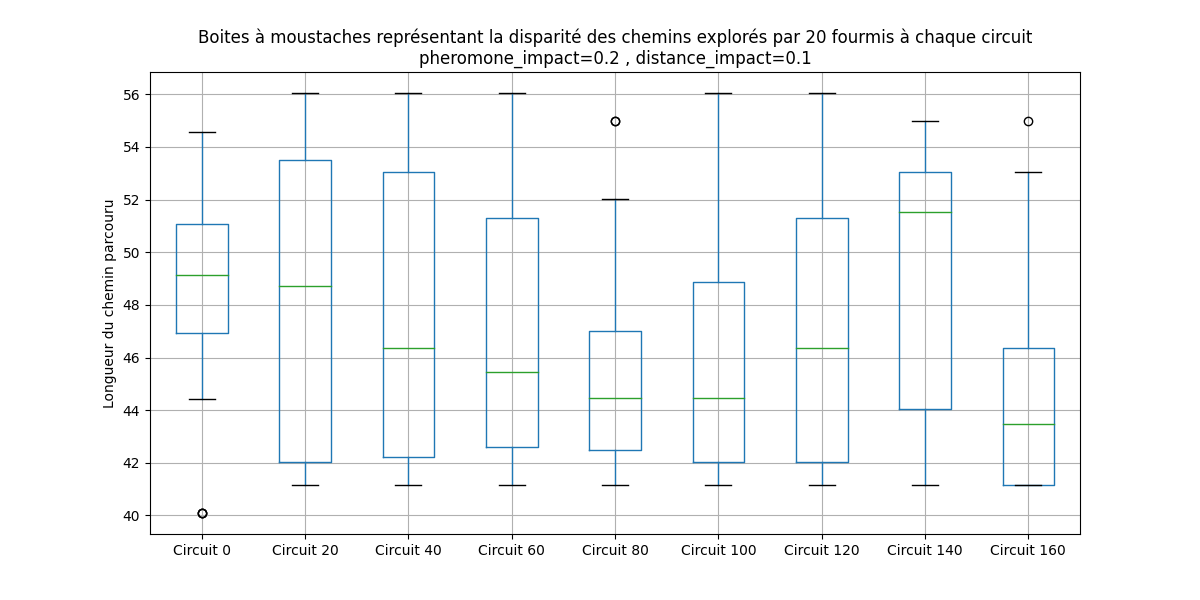 Boites à moustaches représentant la disparité des chemins explorés par 20 fourmis à chaque circuit
pheromone_impact=0.2 , distance_impact=0.1
Longueur du chemin parcouru
56
54
52
50
48
46
44
42
40
Circuit 0 Circuit 20 Circuit 40 Circuit 60 Circuit 80 Circuit 100 Circuit 120 Circuit 140 Circuit 160